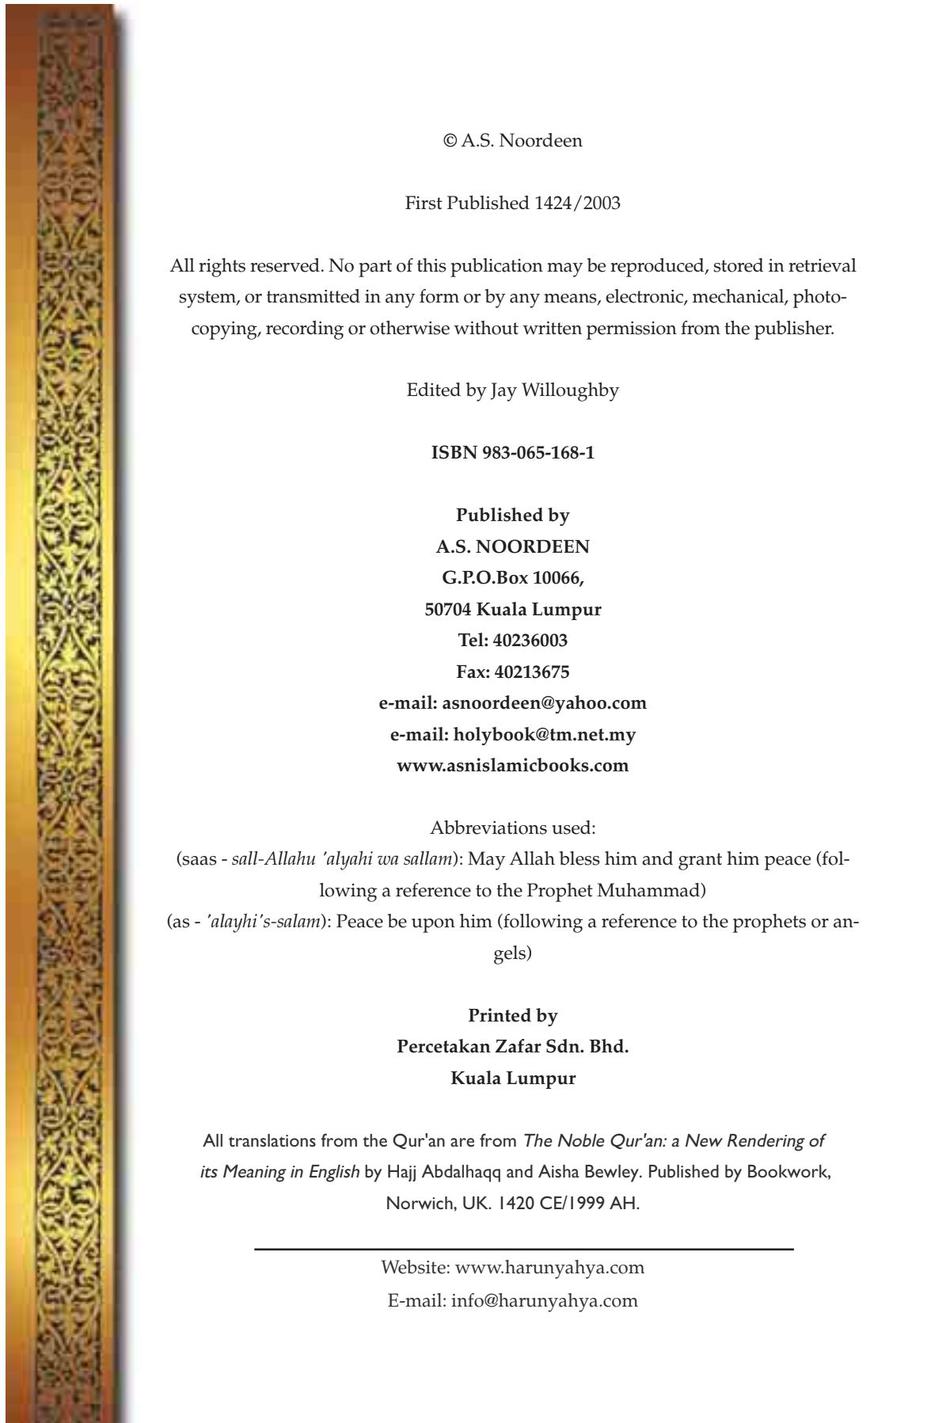 © A.S. Noordeen
First Published 1424/2003
All rights reserved. No part of this publication may be reproduced, stored in retrieval
system, or transmitted in any form or by any means, electronic, mechanical, photo-
copying, recording or otherwise without written permission from the publisher.
Edited by Jay Willoughby
ISBN 983-065-168-1
Published by
A.S. NOORDEEN
G.P.O.Box 10066,
50704 Kuala Lumpur
Tel: 40236003
Fax: 40213675
e-mail: asnoordeen@yahoo.com
e-mail: holybook@tm.net.my
www.asnislamicbooks.com
Abbreviations used:
(saas - sall-Allahu 'alyahi wa sallam): May Allah bless him and grant him peace (fol-
lowing a reference to the Prophet Muhammad)
(as - 'alayhi's-salam): Peace be upon him (following a reference to the prophets or an-
gels)
Printed by
Percetakan Zafar Sdn. Bhd.
Kuala Lumpur
All translations from the Qur'an are from The Noble Qur'an: a New Rendering of
its Meaning in English by Hajj Abdalhaqq and Aisha Bewley. Published by Bookwork,
Norwich, UK. 1420 CE/1999 AH.
Website: www.harunyahya.com
E-mail: info@harunyahya.com